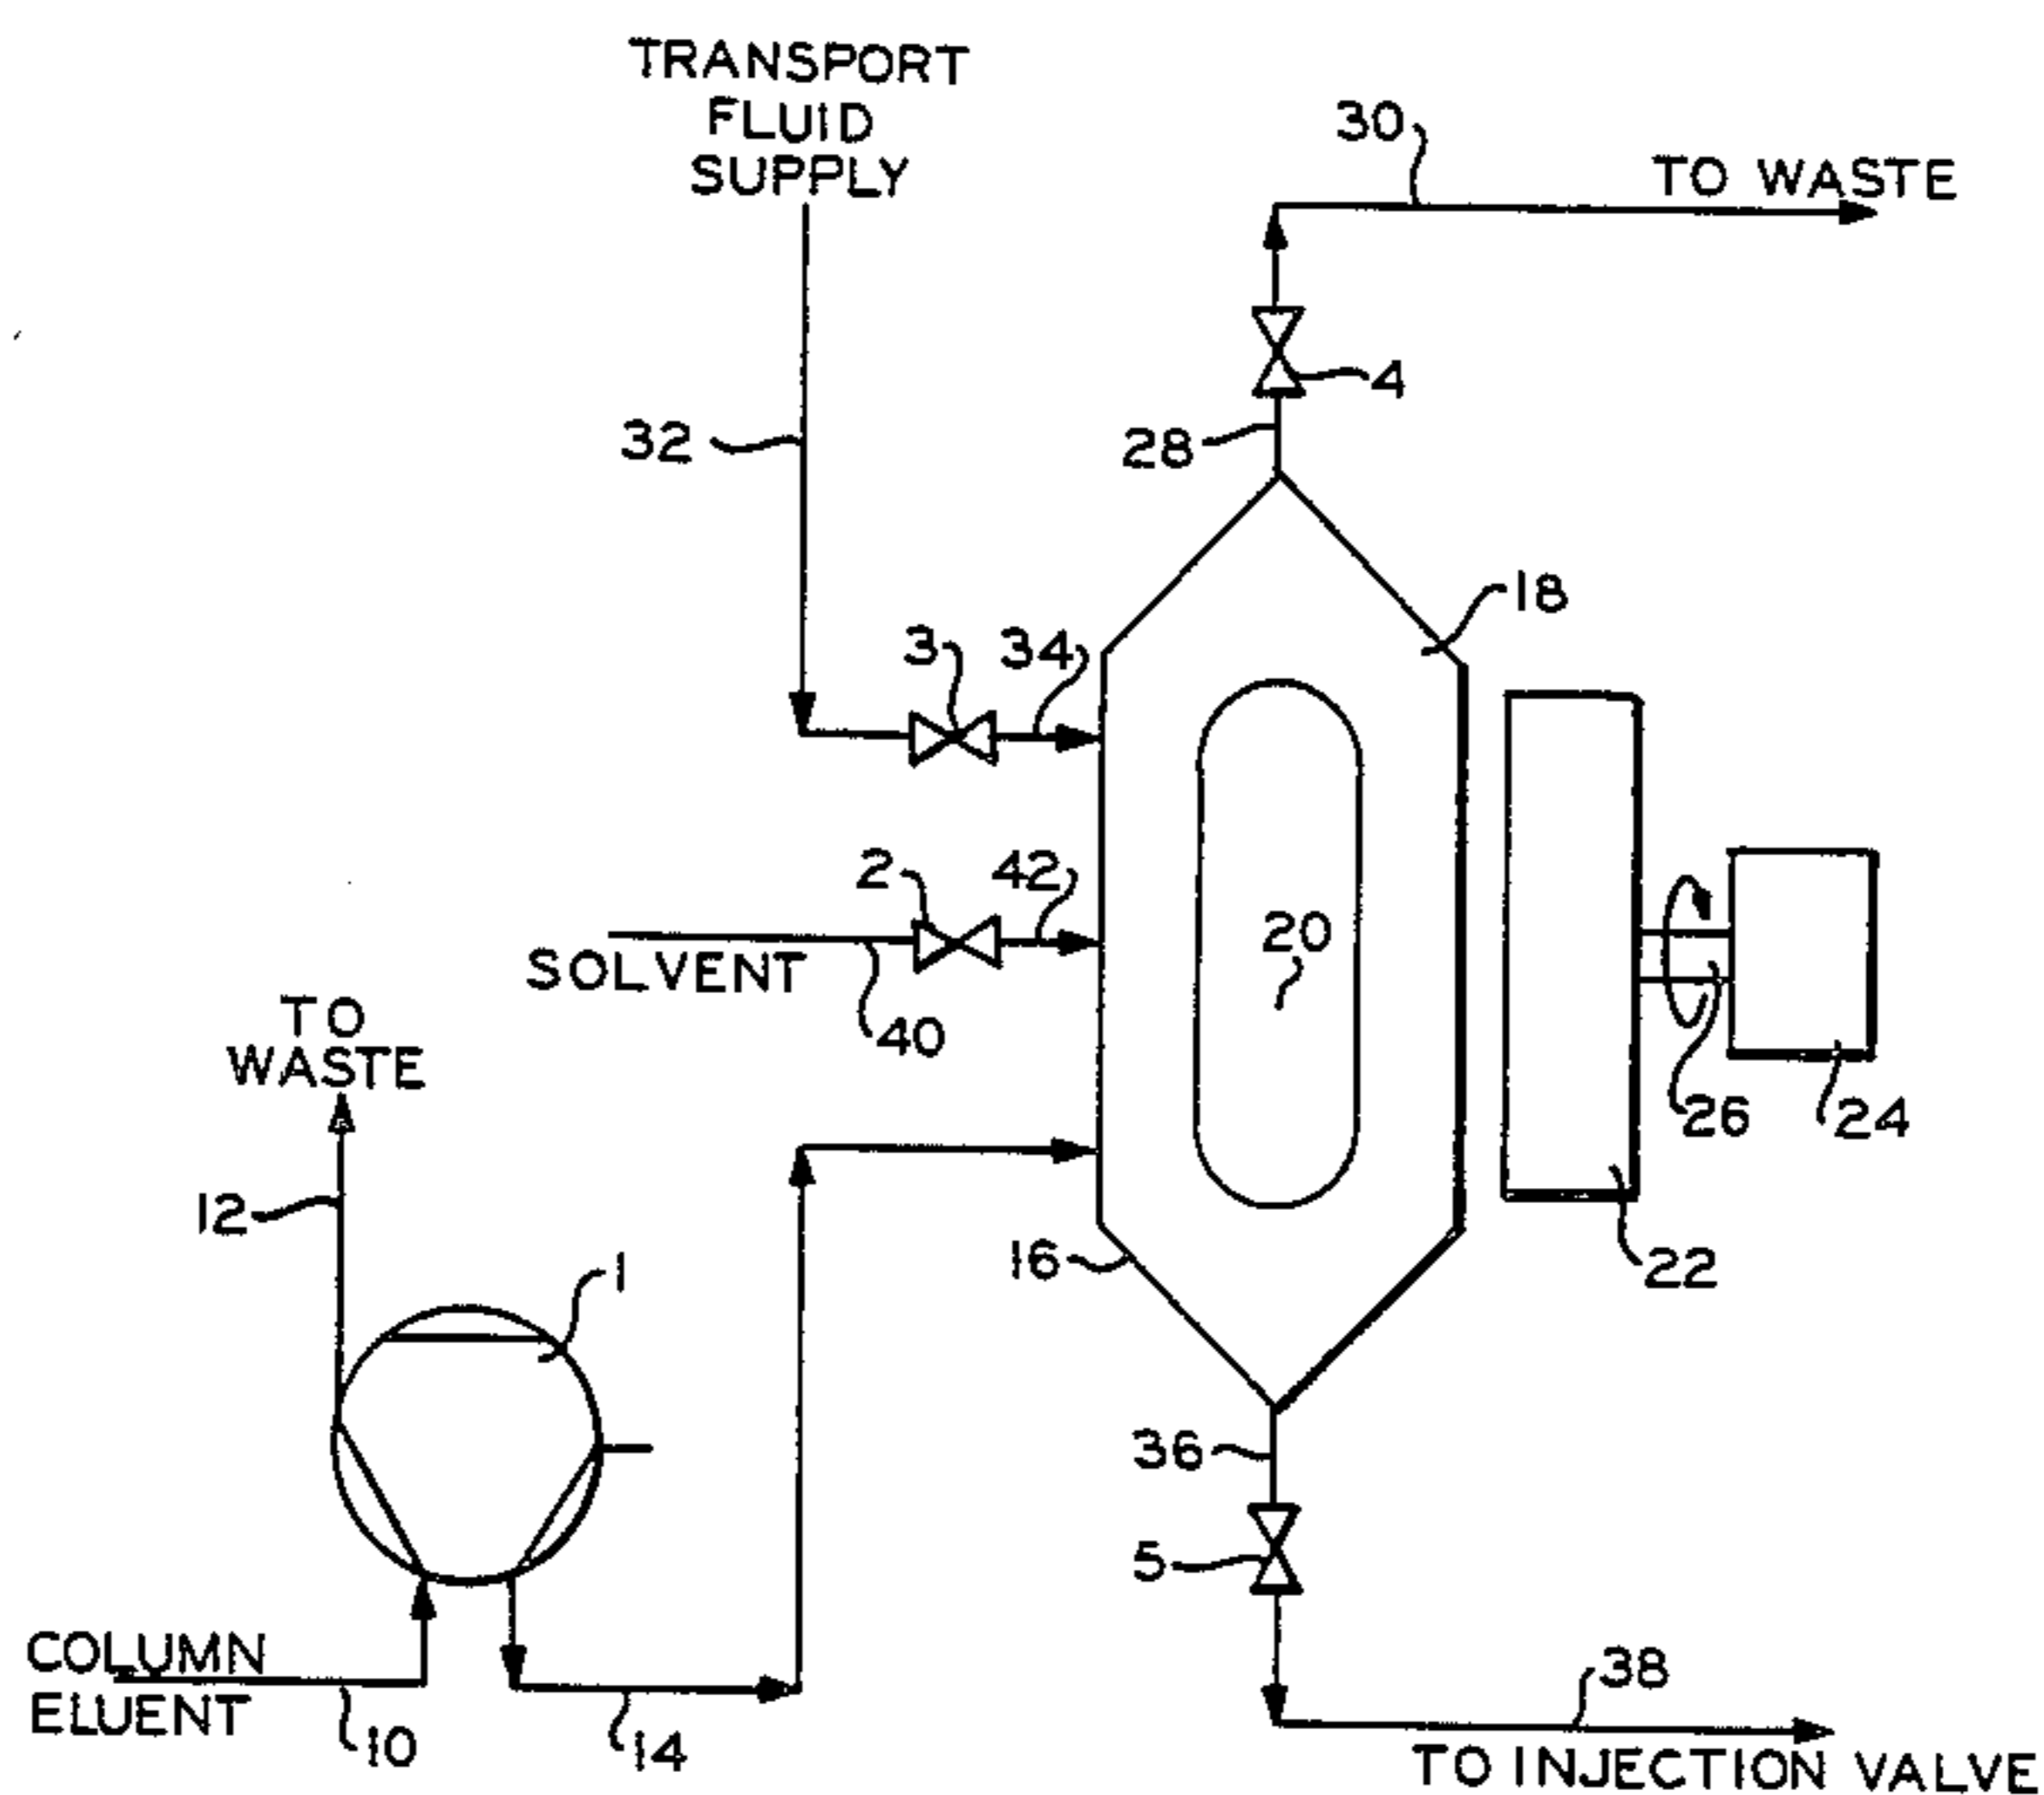 TRANSPORT
FLUID
SUPPLY
30
TO WASTE
4
28
32
18
3
34
2
42
20
SOLVENT
40
TO
WASTE
26
24
12
16
1
22
36
5
COLUMN
ELUENT
10
14
38
TO INJECTION VALVE